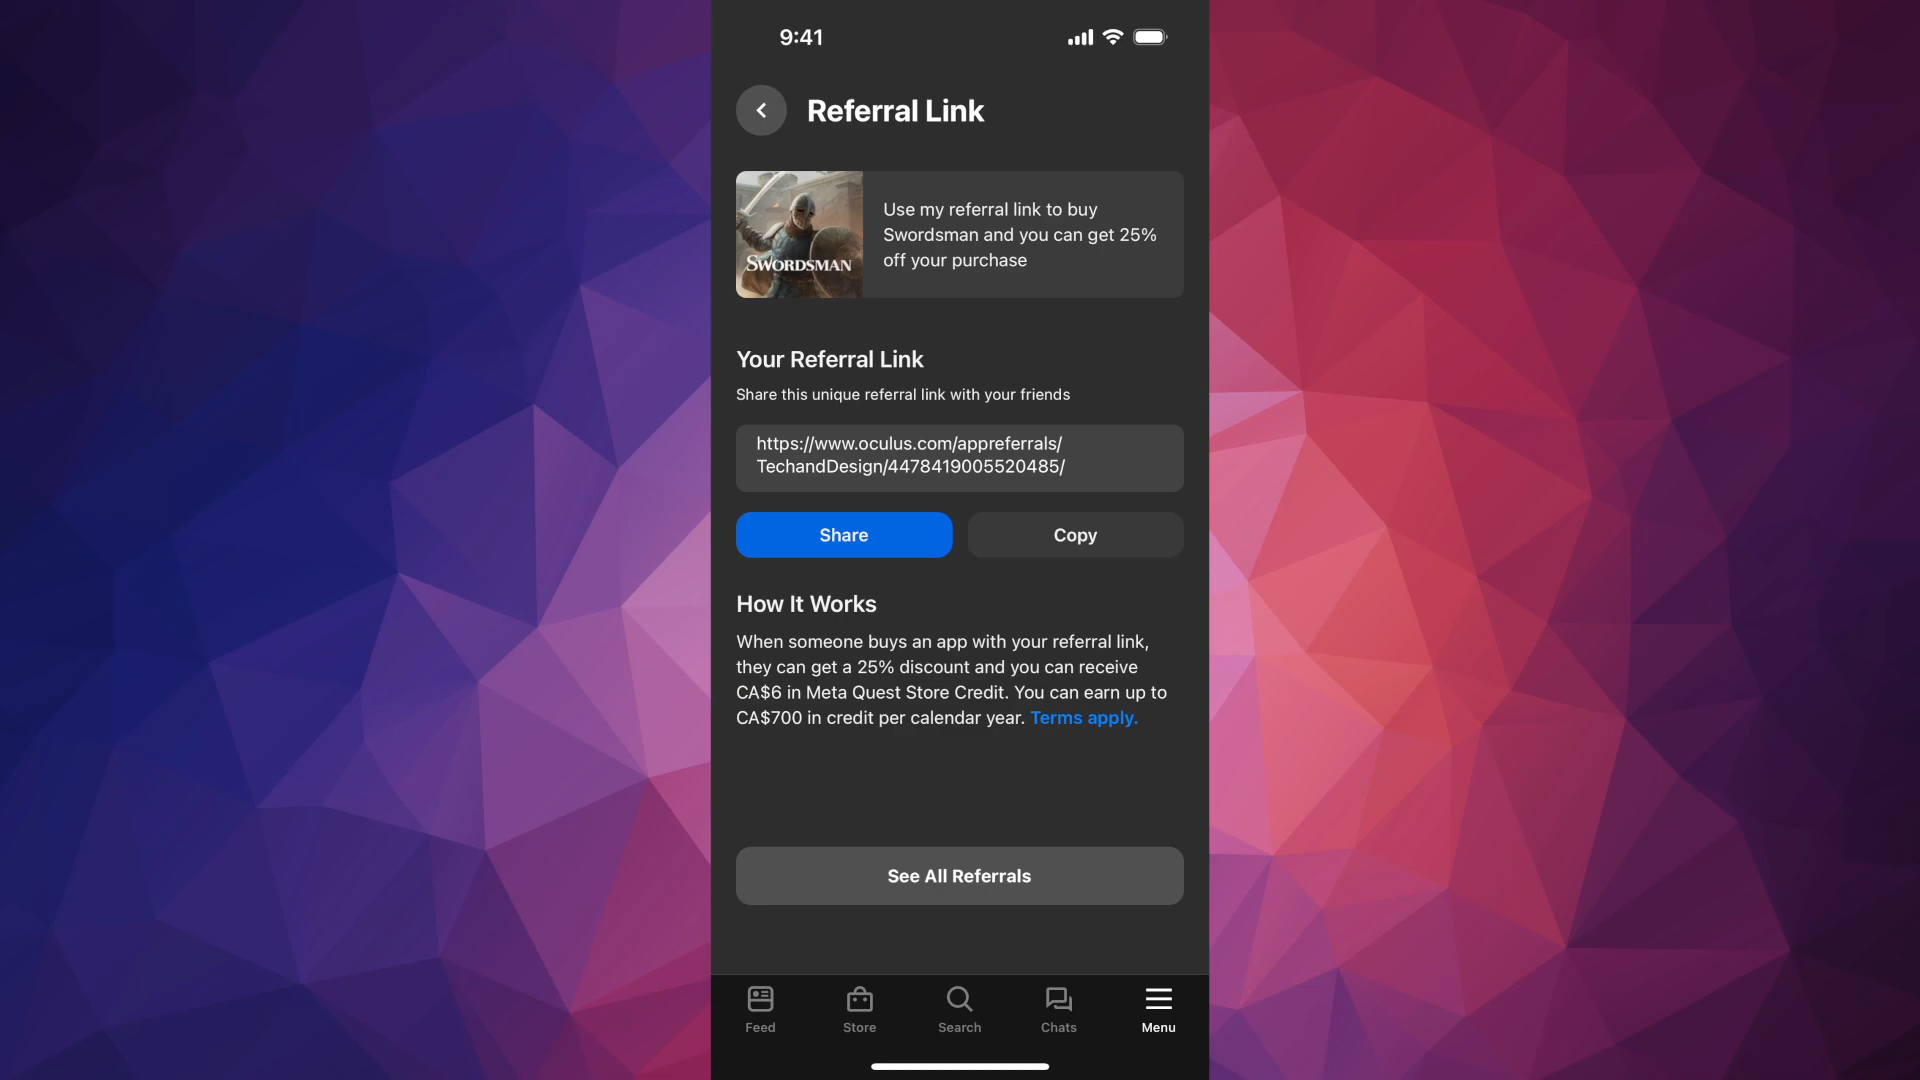 9:41
Referral Link
SWORDSMAN
Use my referral link to buy
Swordsman and you can get 25%
off your purchase
Your Referral Link
Share this unique referral link with your friends
https://www.oculus.com/appreferrals/
TechandDesign/4478419005520485/
Share
Copy
How It Works
When someone buys an app with your referral link,
they can get a 25% discount and you can receive
CA$6 in Meta Quest Store Credit. You can earn up to
CA$700 in credit per calendar year. Terms apply.
See All Referrals
Feed
Store
Search
Chats
Menu